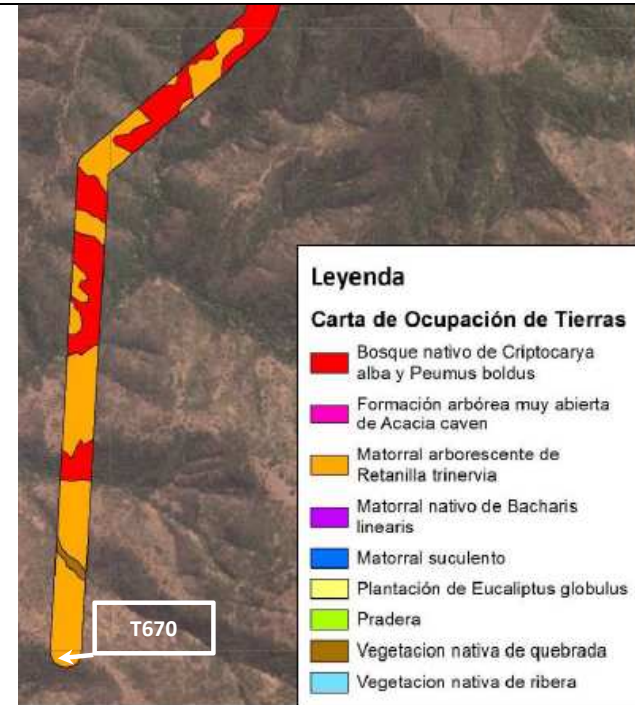 Leyenda
Carta de Ocupación de Tierras
Bosque nativo de Criptocarya
alba y Peumus boldus
Formación arbórea muy abierta
de Acacia caven
Matorral arborescente de
Retanilla trinervia
Matorral nativo de Bacharis
linearis
Matorral suculento
Plantación de Eucaliptus globulus
Pradera
Vegetacion nativa de quebrada
Vegetacion nativa de ribera
T670